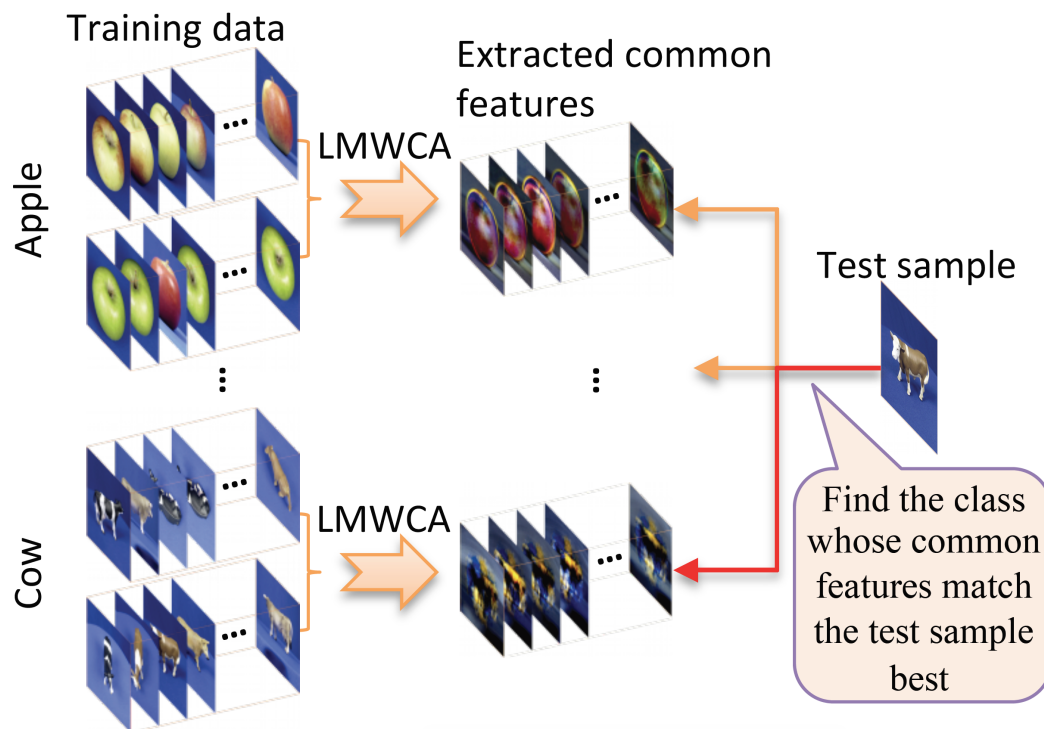 Training data
Extracted common
features
Apple
LMWCA
Test sample
Cow
LMWCA
Find the class
whose common
features match
the test sample
best